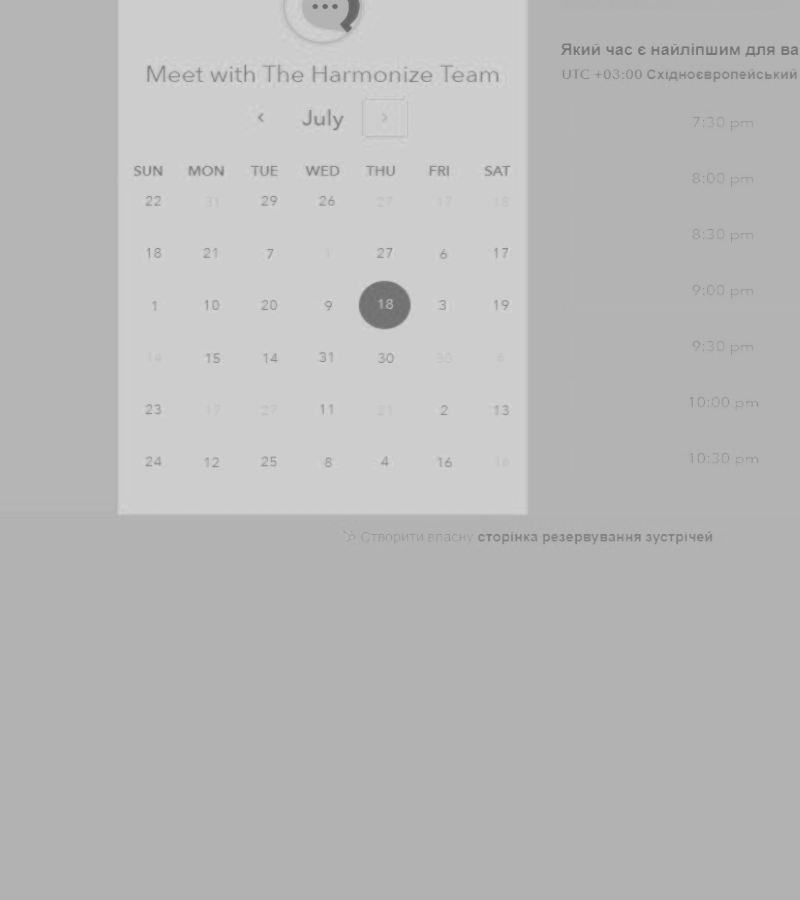 Meet with The Harmonize Team
July
SUN MON TUE WED THU FRI SAT
22 31 29 26 27 17 18
18 21 7 1 27 6 17
1 10 20 9 18 3 19
14 15 14 31 30 30 6
23 17 27 11 21 2 13
24 12 25 8 4 16 16
Який час є найліпшим для ва
UTC +03:00 Східноєвропейський
7:30 pm
8:00 pm
8:30 pm
9:00 pm
9:30 pm
10:00 pm
10:30 pm
Створити власну сторінка резервування зустрічей